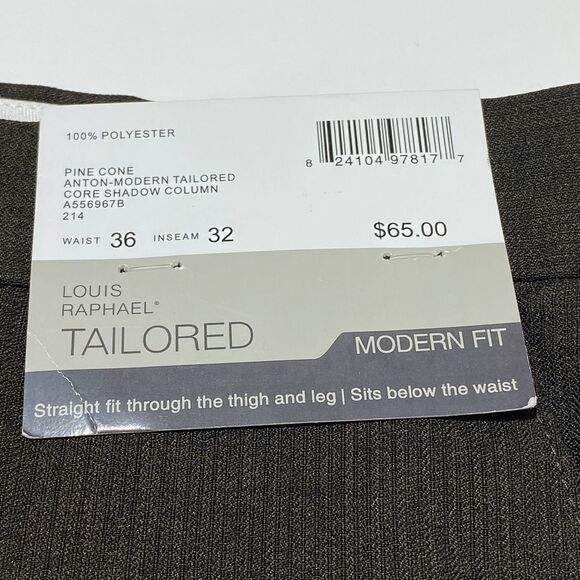 100% POLYESTER
8 24104 97817 7
PINE CONE
ANTON-MODERN TAILORED
CORE SHADOW COLUMN
A556967B
214
WAIST 36 INSEAM 32 $65.00
LOUIS
RAPHAEL®
TAILORED
MODERN FIT
Straight fit through the thigh and leg | Sits below the waist